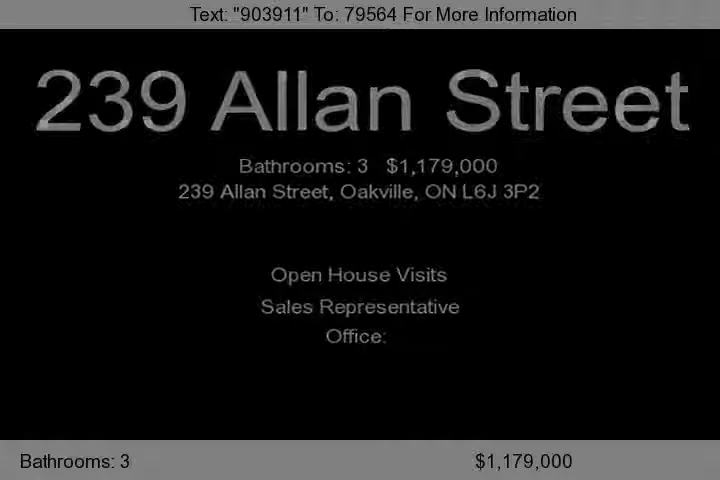 Text: "903911" To: 79564 For More Information
239 Allan Street
Bathrooms: 3 $1,179,000
239 Allan Street, Oakville, ON L6J 3P2
Open House Visits
Sales Representative
Office:
Bathrooms: 3 $1,179,000